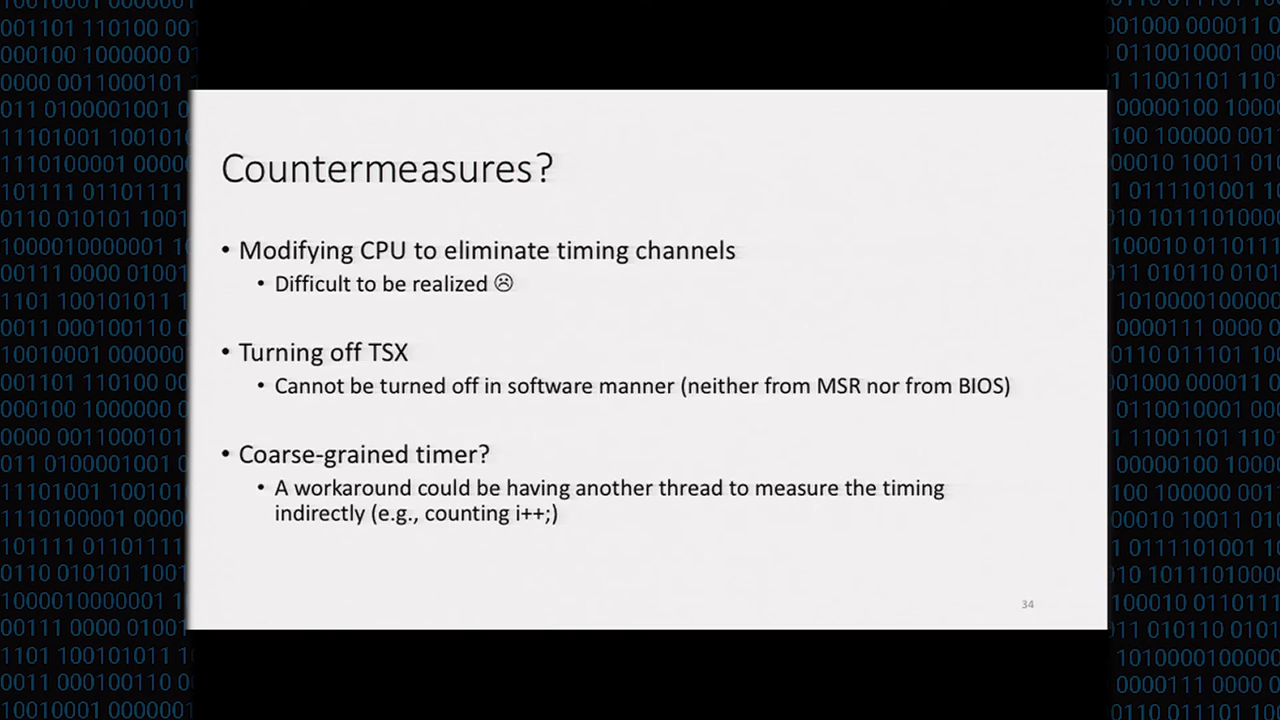 Countermeasures?
• Modifying CPU to eliminate timing channels
• Difficult to be realized ☹
• Turning off TSX
• Cannot be turned off in software manner (neither from MSR nor from BIOS)
• Coarse-grained timer?
• A workaround could be having another thread to measure the timing
indirectly (e.g., counting i++;)
34